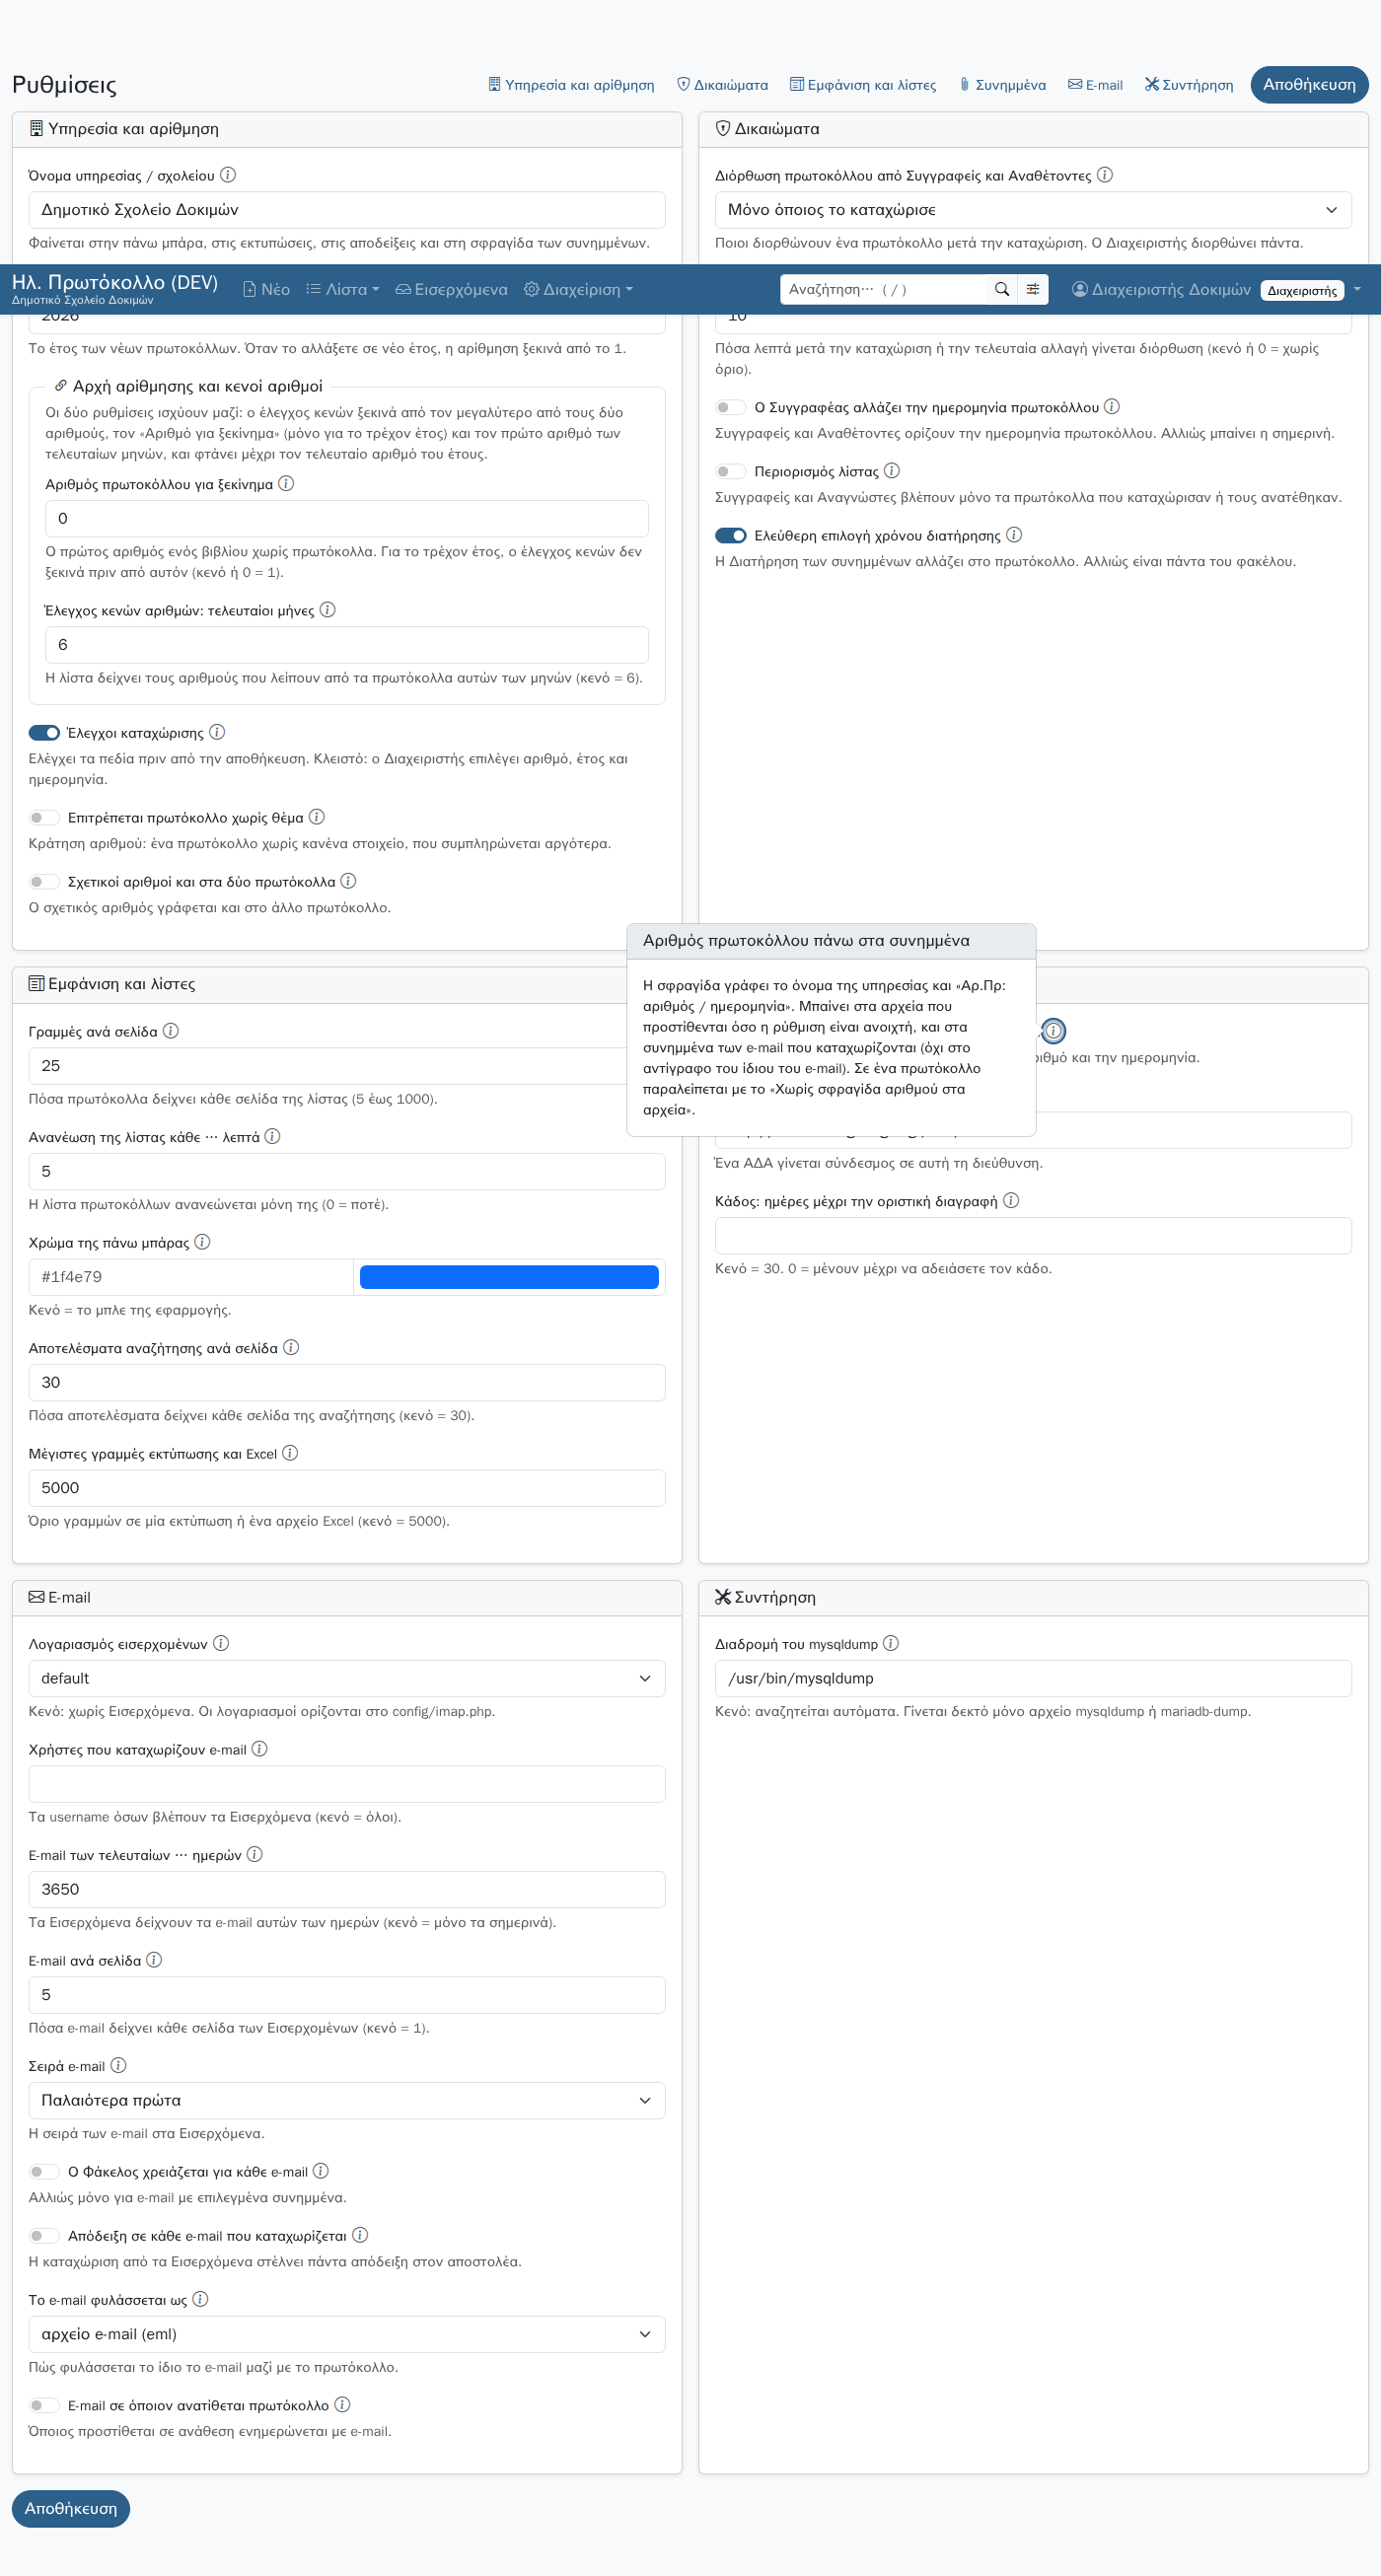 Ρυθμίσεις
Υπηρεσία και αρίθμηση
Δικαιώματα
Εμφάνιση και λίστες
Συνημμένα
E-mail
Συντήρηση
Αποθήκευση
Υπηρεσία και αρίθμηση
Όνομα υπηρεσίας / σχολείου
Δημοτικό Σχολείο Δοκιμών
Φαίνεται στην πάνω μπάρα, στις εκτυπώσεις, στις αποδείξεις και στη σφραγίδα των συνημμένων.
Δικαιώματα
Διόρθωση πρωτοκόλλου από Συγγραφείς και Αναθέτοντες
Μόνο όποιος το καταχώρισε
Ποιοι διορθώνουν ένα πρωτόκολλο μετά την καταχώριση. Ο Διαχειριστής διορθώνει πάντα.
Ηλ. Πρωτόκολλο (DEV)
Δημοτικό Σχολείο Δοκιμών
Νέο
Λίστα
Εισερχόμενα
Διαχείριση
Αναζήτηση… ( / )
Διαχειριστής Δοκιμών
Διαχειριστής
2026
Το έτος των νέων πρωτοκόλλων. Όταν το αλλάξετε σε νέο έτος, η αρίθμηση ξεκινά από το 1.
Αρχή αρίθμησης και κενοί αριθμοί
Οι δύο ρυθμίσεις ισχύουν μαζί: ο έλεγχος κενών ξεκινά από τον μεγαλύτερο από τους δύο
αριθμούς, τον «Αριθμό για ξεκίνημα» (μόνο για το τρέχον έτος) και τον πρώτο αριθμό των
τελευταίων μηνών, και φτάνει μέχρι τον τελευταίο αριθμό του έτους.
Αριθμός πρωτοκόλλου για ξεκίνημα
0
Ο πρώτος αριθμός ενός βιβλίου χωρίς πρωτόκολλα. Για το τρέχον έτος, ο έλεγχος κενών δεν
ξεκινά πριν από αυτόν (κενό ή 0 = 1).
Έλεγχος κενών αριθμών: τελευταίοι μήνες
6
Η λίστα δείχνει τους αριθμούς που λείπουν από τα πρωτόκολλα αυτών των μηνών (κενό = 6).
Έλεγχοι καταχώρισης
Ελέγχει τα πεδία πριν από την αποθήκευση. Κλειστό: ο Διαχειριστής επιλέγει αριθμό, έτος και
ημερομηνία.
Επιτρέπεται πρωτόκολλο χωρίς θέμα
Κράτηση αριθμού: ένα πρωτόκολλο χωρίς κανένα στοιχείο, που συμπληρώνεται αργότερα.
Σχετικοί αριθμοί και στα δύο πρωτόκολλα
Ο σχετικός αριθμός γράφεται και στο άλλο πρωτόκολλο.
10
Πόσα λεπτά μετά την καταχώριση ή την τελευταία αλλαγή γίνεται διόρθωση (κενό ή 0 = χωρίς
όριο).
Ο Συγγραφέας αλλάζει την ημερομηνία πρωτοκόλλου
Συγγραφείς και Αναθέτοντες ορίζουν την ημερομηνία πρωτοκόλλου. Αλλιώς μπαίνει η σημερινή.
Περιορισμός λίστας
Συγγραφείς και Αναγνώστες βλέπουν μόνο τα πρωτόκολλα που καταχώρισαν ή τους ανατέθηκαν.
Ελεύθερη επιλογή χρόνου διατήρησης
Η Διατήρηση των συνημμένων αλλάζει στο πρωτόκολλο. Αλλιώς είναι πάντα του φακέλου.
Αριθμός πρωτοκόλλου πάνω στα συνημμένα
Η σφραγίδα γράφει το όνομα της υπηρεσίας και «Αρ.Πρ:
αριθμός / ημερομηνία». Μπαίνει στα αρχεία που
προστίθενται όσο η ρύθμιση είναι ανοιχτή, και στα
συνημμένα των e-mail που καταχωρίζονται (όχι στο
αντίγραφο του ίδιου του e-mail). Σε ένα πρωτόκολλο
παραλείπεται με το «Χωρίς σφραγίδα αριθμού στα
αρχεία».
Εμφάνιση και λίστες
Γραμμές ανά σελίδα
25
Πόσα πρωτόκολλα δείχνει κάθε σελίδα της λίστας (5 έως 1000).
Ανανέωση της λίστας κάθε … λεπτά
5
Η λίστα πρωτοκόλλων ανανεώνεται μόνη της (0 = ποτέ).
Χρώμα της πάνω μπάρας
#1f4e79
Κενό = το μπλε της εφαρμογής.
Αποτελέσματα αναζήτησης ανά σελίδα
30
Πόσα αποτελέσματα δείχνει κάθε σελίδα της αναζήτησης (κενό = 30).
Μέγιστες γραμμές εκτύπωσης και Excel
5000
Όριο γραμμών σε μία εκτύπωση ή ένα αρχείο Excel (κενό = 5000).
και την ημερομηνία.
Ένα ΑΔΑ γίνεται σύνδεσμος σε αυτή τη διεύθυνση.
Κάδος: ημέρες μέχρι την οριστική διαγραφή
Κενό = 30. 0 = μένουν μέχρι να αδειάσετε τον κάδο.
E-mail
Λογαριασμός εισερχομένων
default
Κενό: χωρίς Εισερχόμενα. Οι λογαριασμοί ορίζονται στο config/imap.php.
Χρήστες που καταχωρίζουν e-mail
Τα username όσων βλέπουν τα Εισερχόμενα (κενό = όλοι).
E-mail των τελευταίων … ημερών
3650
Τα Εισερχόμενα δείχνουν τα e-mail αυτών των ημερών (κενό = μόνο τα σημερινά).
E-mail ανά σελίδα
5
Πόσα e-mail δείχνει κάθε σελίδα των Εισερχομένων (κενό = 1).
Σειρά e-mail
Παλαιότερα πρώτα
Η σειρά των e-mail στα Εισερχόμενα.
Ο Φάκελος χρειάζεται για κάθε e-mail
Αλλιώς μόνο για e-mail με επιλεγμένα συνημμένα.
Απόδειξη σε κάθε e-mail που καταχωρίζεται
Η καταχώριση από τα Εισερχόμενα στέλνει πάντα απόδειξη στον αποστολέα.
Το e-mail φυλάσσεται ως
αρχείο e-mail (eml)
Πώς φυλάσσεται το ίδιο το e-mail μαζί με το πρωτόκολλο.
E-mail σε όποιον ανατίθεται πρωτόκολλο
Όποιος προστίθεται σε ανάθεση ενημερώνεται με e-mail.
Συντήρηση
Διαδρομή του mysqldump
/usr/bin/mysqldump
Κενό: αναζητείται αυτόματα. Γίνεται δεκτό μόνο αρχείο mysqldump ή mariadb-dump.
Αποθήκευση